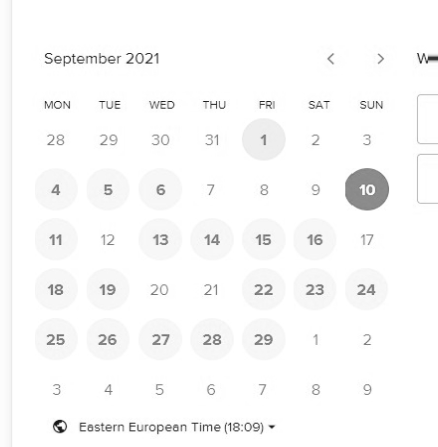 September 2021
MON TUE WED THU FRI SAT SUN
28 29 30 31 1 2 3
4 5 6 7 8 9 10
11 12 13 14 15 16 17
18 19 20 21 22 23 24
25 26 27 28 29 1 2
3 4 5 6 7 8 9
Eastern European Time (18:09)